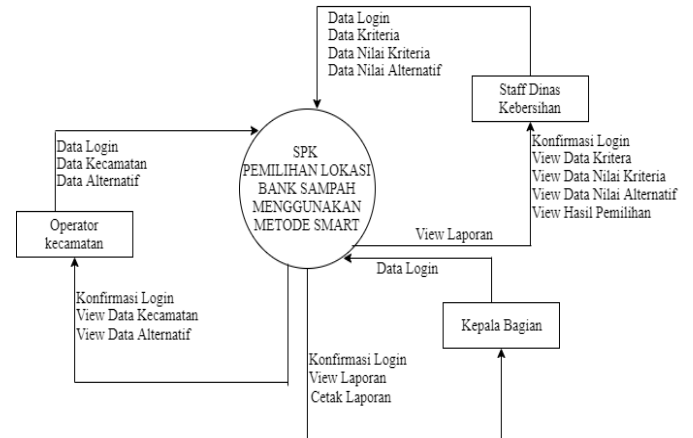 Data Login
Data Kriteria
Data Nilai Kriteria
Data Nilai Alternatif
Staff Dinas
Kebersihan
Data Login
Data Kecamatan
Data Alternatif
SPK
PEMILIHAN LOKASI
BANK SAMPAH
MENGGUNAKAN
METODE SMART
Konfirmasi Login
View Data Kritera
View Data Nilai Kriteria
View Data Nilai Alternatif
View Hasil Pemilihan
Operator
kecamatan
View Laporan
Data Login
Konfirmasi Login
View Data Kecamatan
View Data Alternatif
Kepala Bagian
Konfirmasi Login
View Laporan
Cetak Laporan